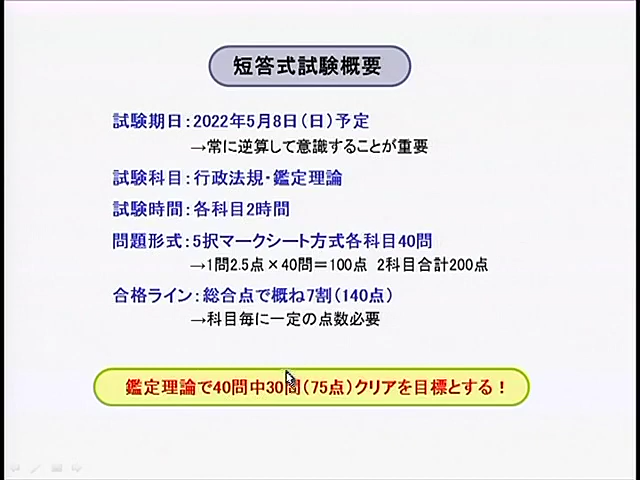 短答式試験概要
試験期日：2022年5月8日（日）予定
→常に逆算して意識することが重要
試験科目：行政法規・鑑定理論
試験時間：各科目2時間
問題形式：5択マークシート方式各科目40問
→1問2.5点×40問＝100点 2科目合計200点
合格ライン：総合点で概ね7割（140点）
→科目毎に一定の点数必要
鑑定理論で40問中30問（75点）クリアを目標とする！